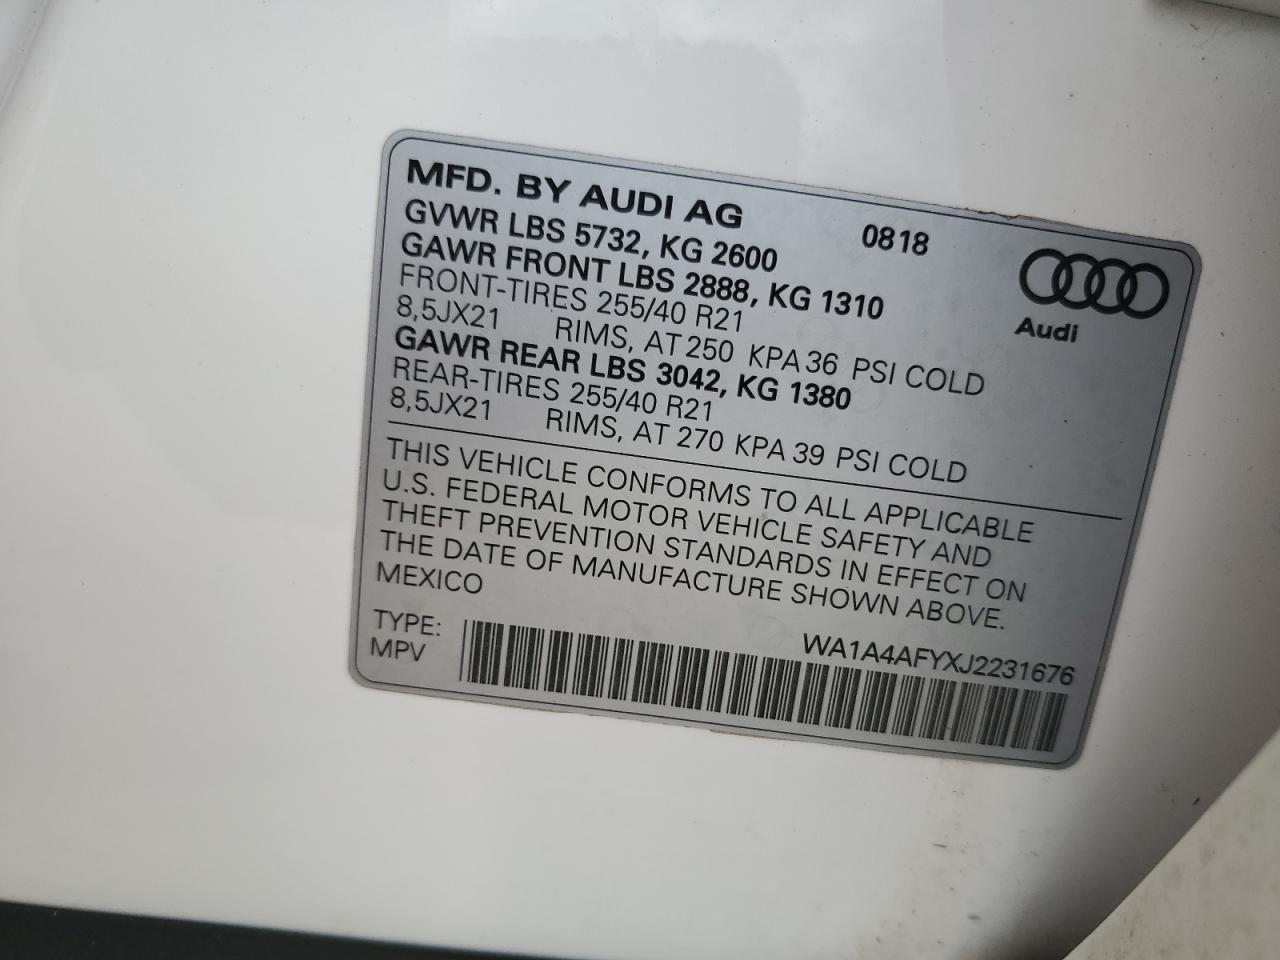 MFD. BY AUDI AG 0818
GVWR LBS 5732, KG 2600
GAWR FRONT LBS 2888, KG 1310
FRONT-TIRES 255/40 R21
8,5JX21 RIMS, AT 250 KPA 36 PSI COLD
GAWR REAR LBS 3042, KG 1380
REAR-TIRES 255/40 R21
8,5JX21 RIMS, AT 270 KPA 39 PSI COLD
Audi
THIS VEHICLE CONFORMS TO ALL APPLICABLE
U.S. FEDERAL MOTOR VEHICLE SAFETY AND
THEFT PREVENTION STANDARDS IN EFFECT ON
THE DATE OF MANUFACTURE SHOWN ABOVE.
MEXICO
TYPE: WA1A4AFYXJ2231676
MPV